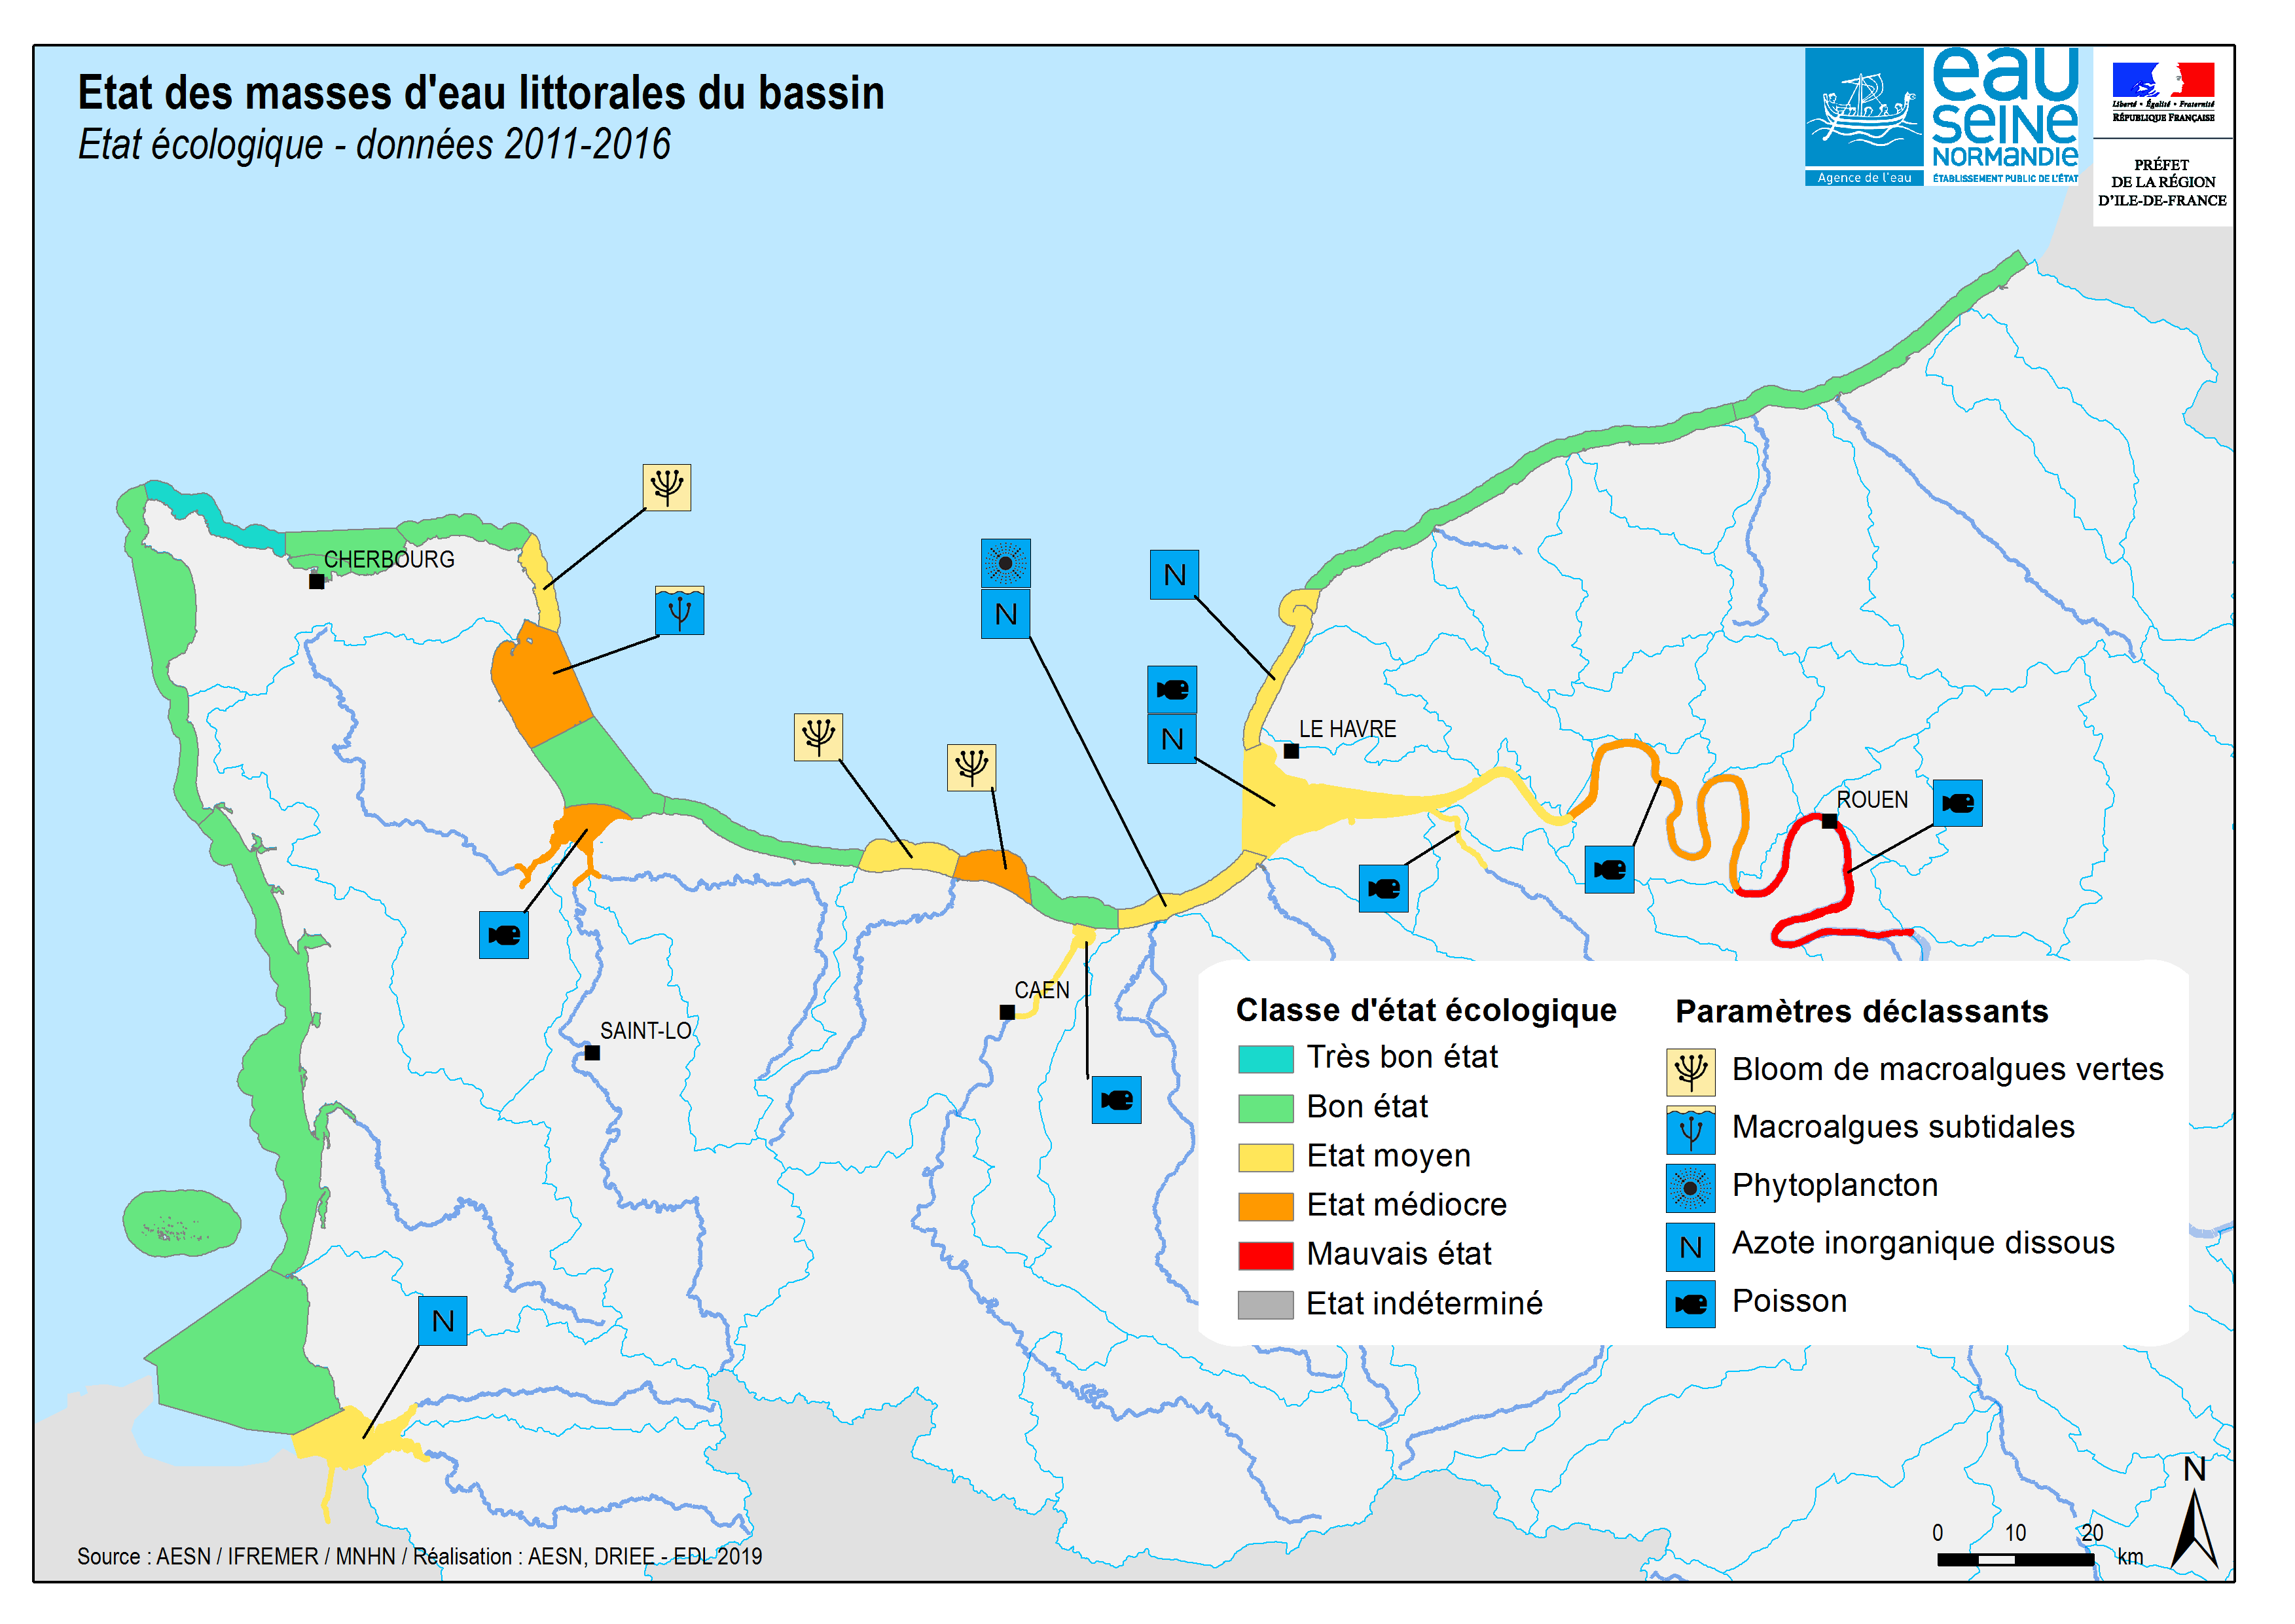 Etat des masses d'eau littorales du bassin
Etat écologique - données 2011-2016
eau
seine
NORMANDIE
Agence de l'eau
ÉTABLISSEMENT PUBLIC DE L'ÉTAT
Liberté • Égalité • Fraternité
RÉPUBLIQUE FRANÇAISE
PRÉFET
DE LA RÉGION
D'ILE-DE-FRANCE
CHERBOURG
N
N
N
LE HAVRE
ROUEN
CAEN
SAINT-LO
N
Classe d'état écologique
Très bon état
Bon état
Etat moyen
Etat médiocre
Mauvais état
Etat indéterminé
Paramètres déclassants
Bloom de macroalgues vertes
Macroalgues subtidales
Phytoplancton
N Azote inorganique dissous
Poisson
N
0 10 20
km
Source : AESN / IFREMER / MNHN / Réalisation : AESN, DRIEE - EDL 2019